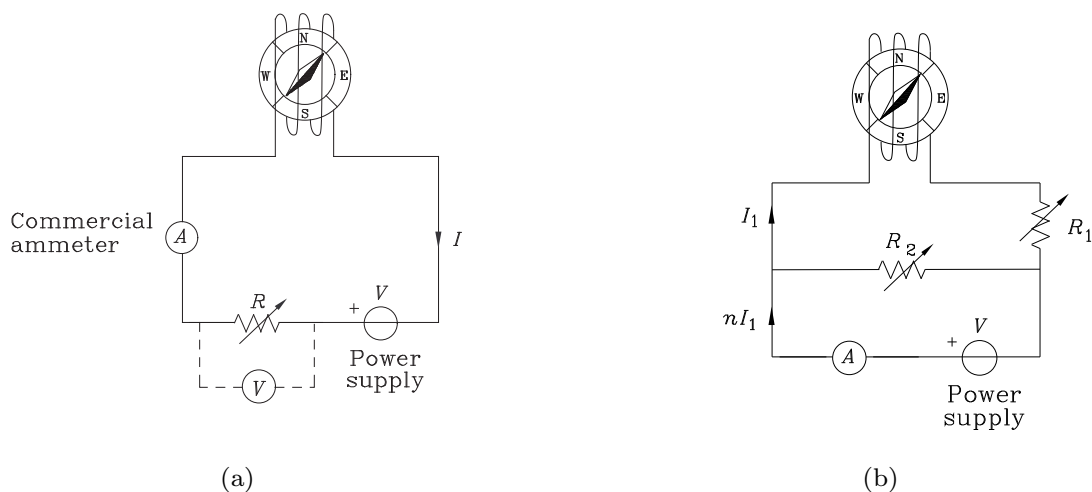 N
W
E
S
Commercial
ammeter
A
I
R
+
V
Power
supply
V
(a)
N
W
E
S
I1
R1
R2
nI1
A
+
V
Power
supply
(b)